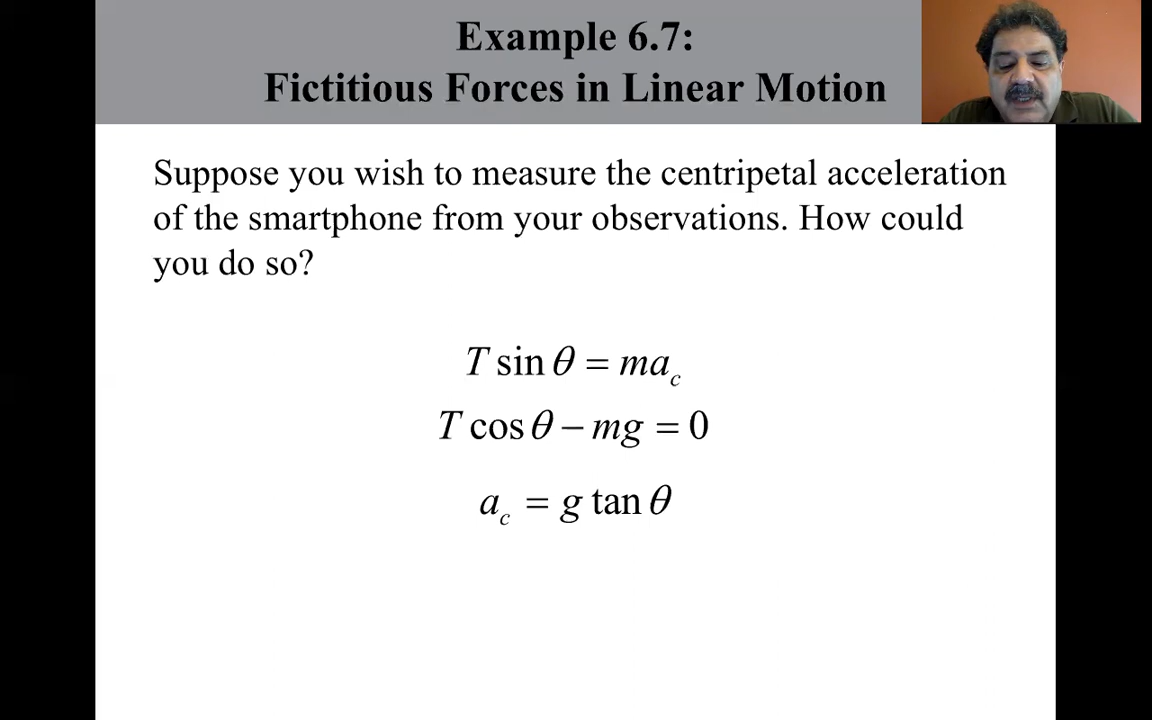 Example 6.7:
Fictitious Forces in Linear Motion
Suppose you wish to measure the centripetal acceleration
of the smartphone from your observations. How could
you do so?
T sin θ = ma_c
T cos θ − mg = 0
a_c = g tan θ